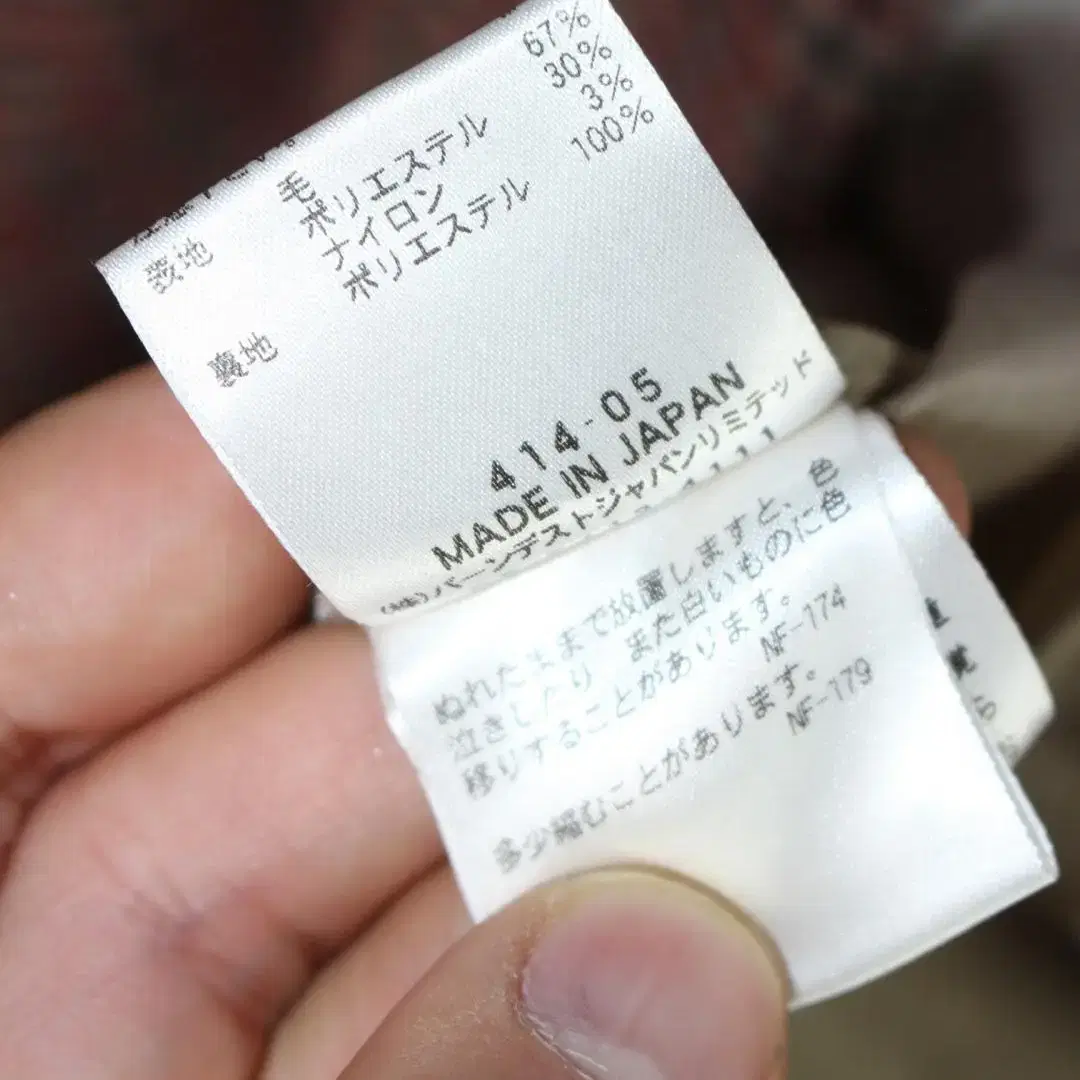 表地 毛 67%
ポリエステル 30%
ナイロン 3%
裏地 ポリエステル 100%
414-05
MADE IN JAPAN
(株)バーンデストジャパンリミテッド
ぬれたままで放置しますと、色
泣きしたり また白いものに色
移りすることがあります。
NF-174
多少縮むことがあります。
NF-179